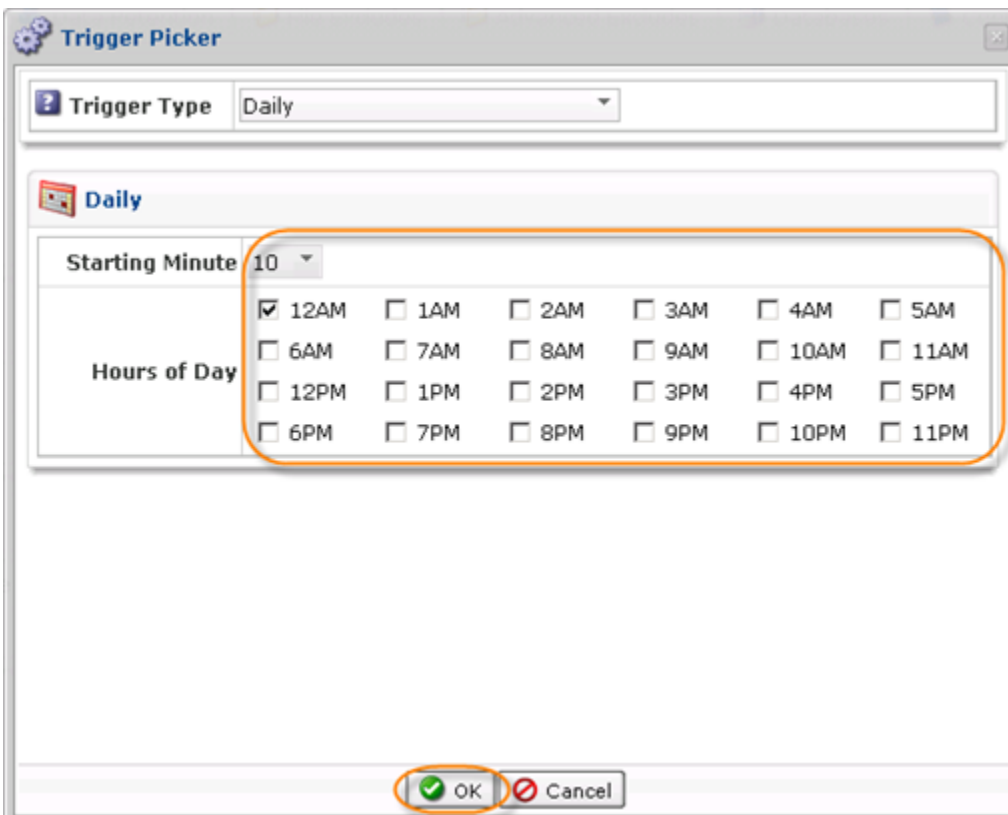 Trigger Picker
? Trigger Type Daily
Daily
Starting Minute 10
Hours of Day
12AM 1AM 2AM 3AM 4AM 5AM
6AM 7AM 8AM 9AM 10AM 11AM
12PM 1PM 2PM 3PM 4PM 5PM
6PM 7PM 8PM 9PM 10PM 11PM
OK Cancel